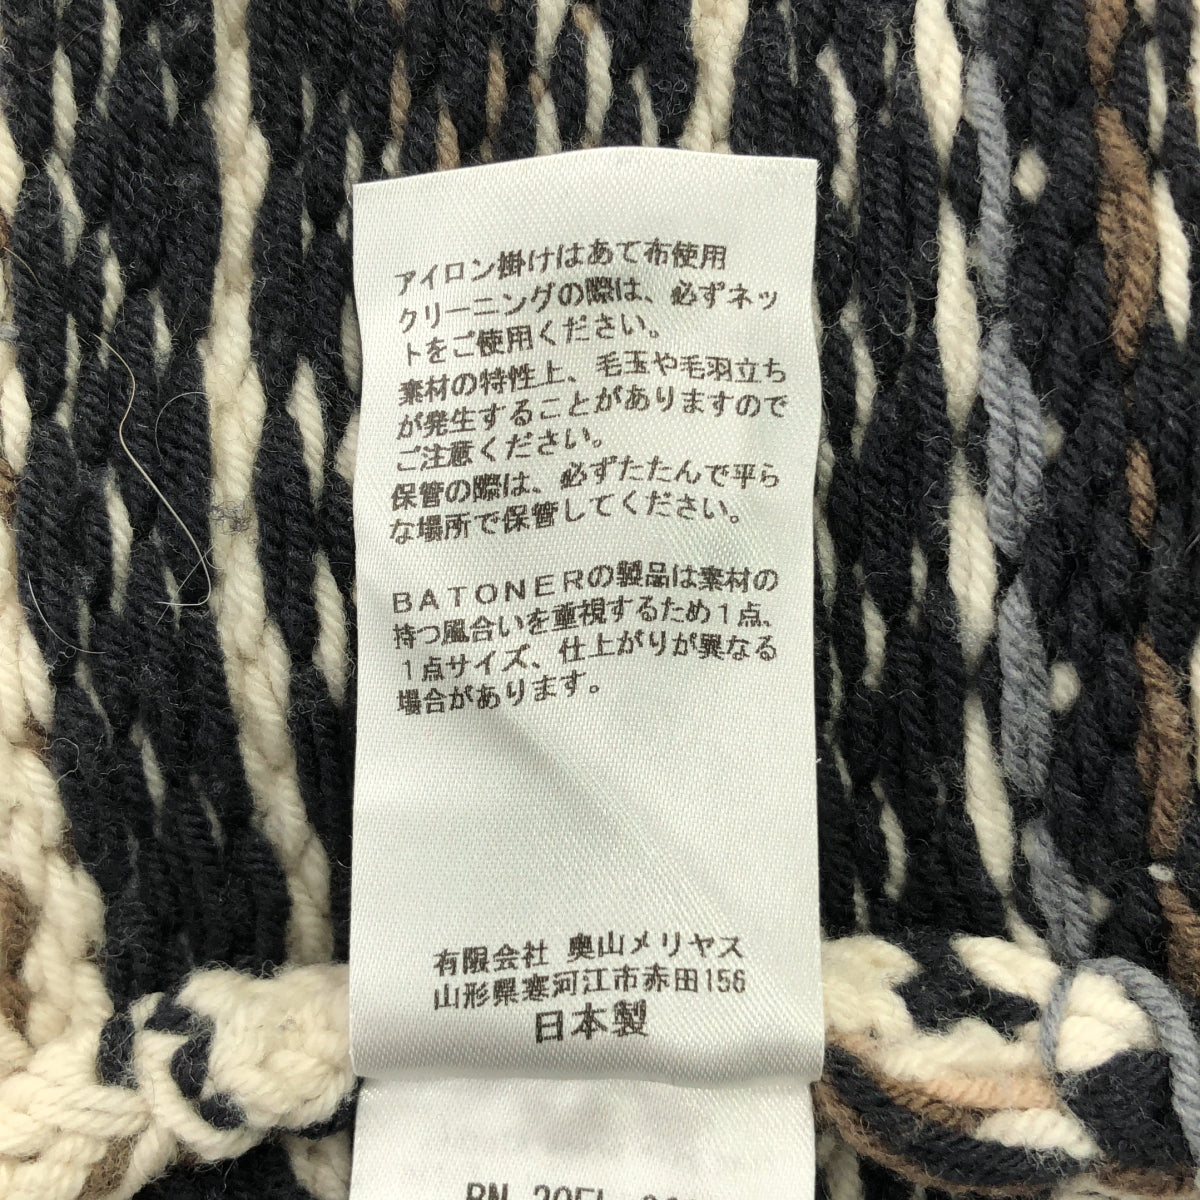 アイロン掛けはあて布使用
クリーニングの際は、必ずネッ
トをご使用ください。
素材の特性上、毛玉や毛羽立ち
が発生することがありますので
ご注意ください。
保管の際は、必ずたたんで平ら
な場所で保管してください。
BATONERの製品は素材の
持つ風合いを重視するため1点、
1点サイズ、仕上がりが異なる
場合があります。
有限会社 奥山メリヤス
山形県寒河江市赤田156
日本製